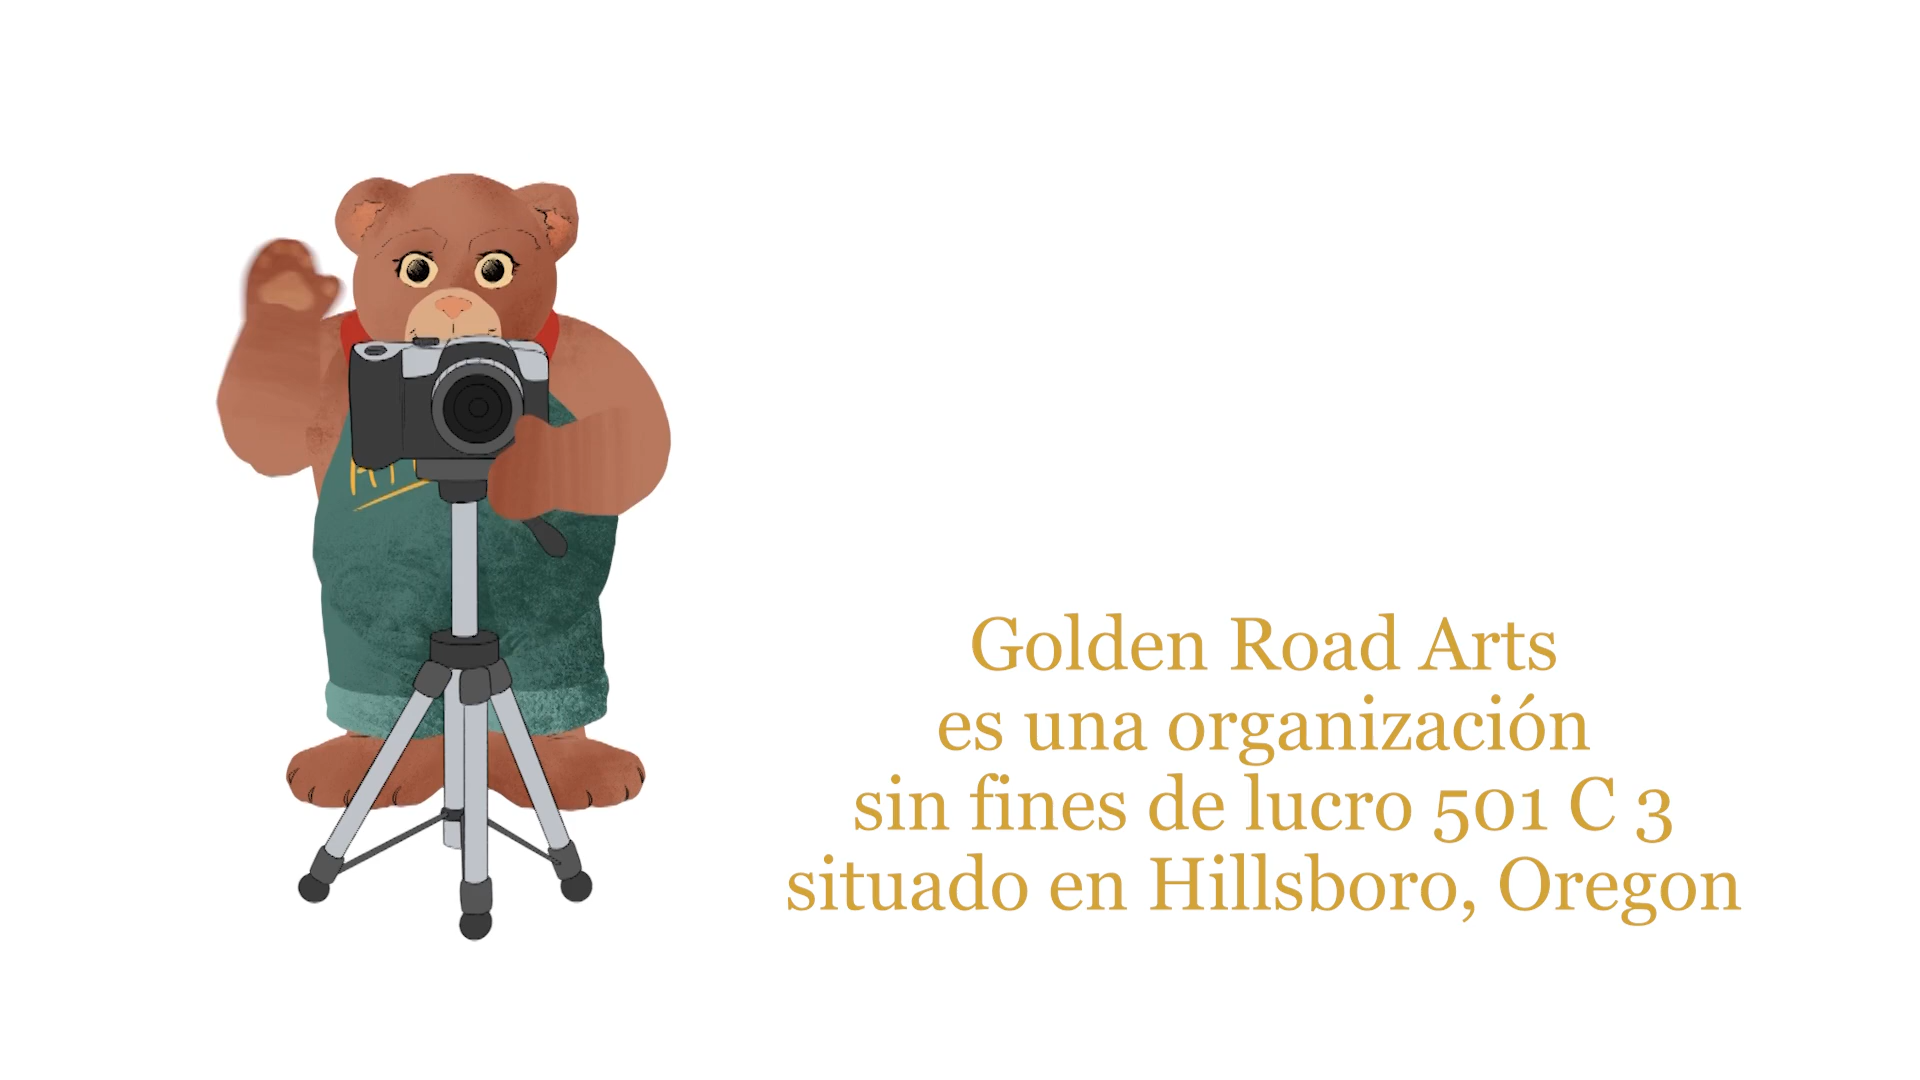 Golden Road Arts
es una organización
sin fines de lucro 501 C 3
situado en Hillsboro, Oregon